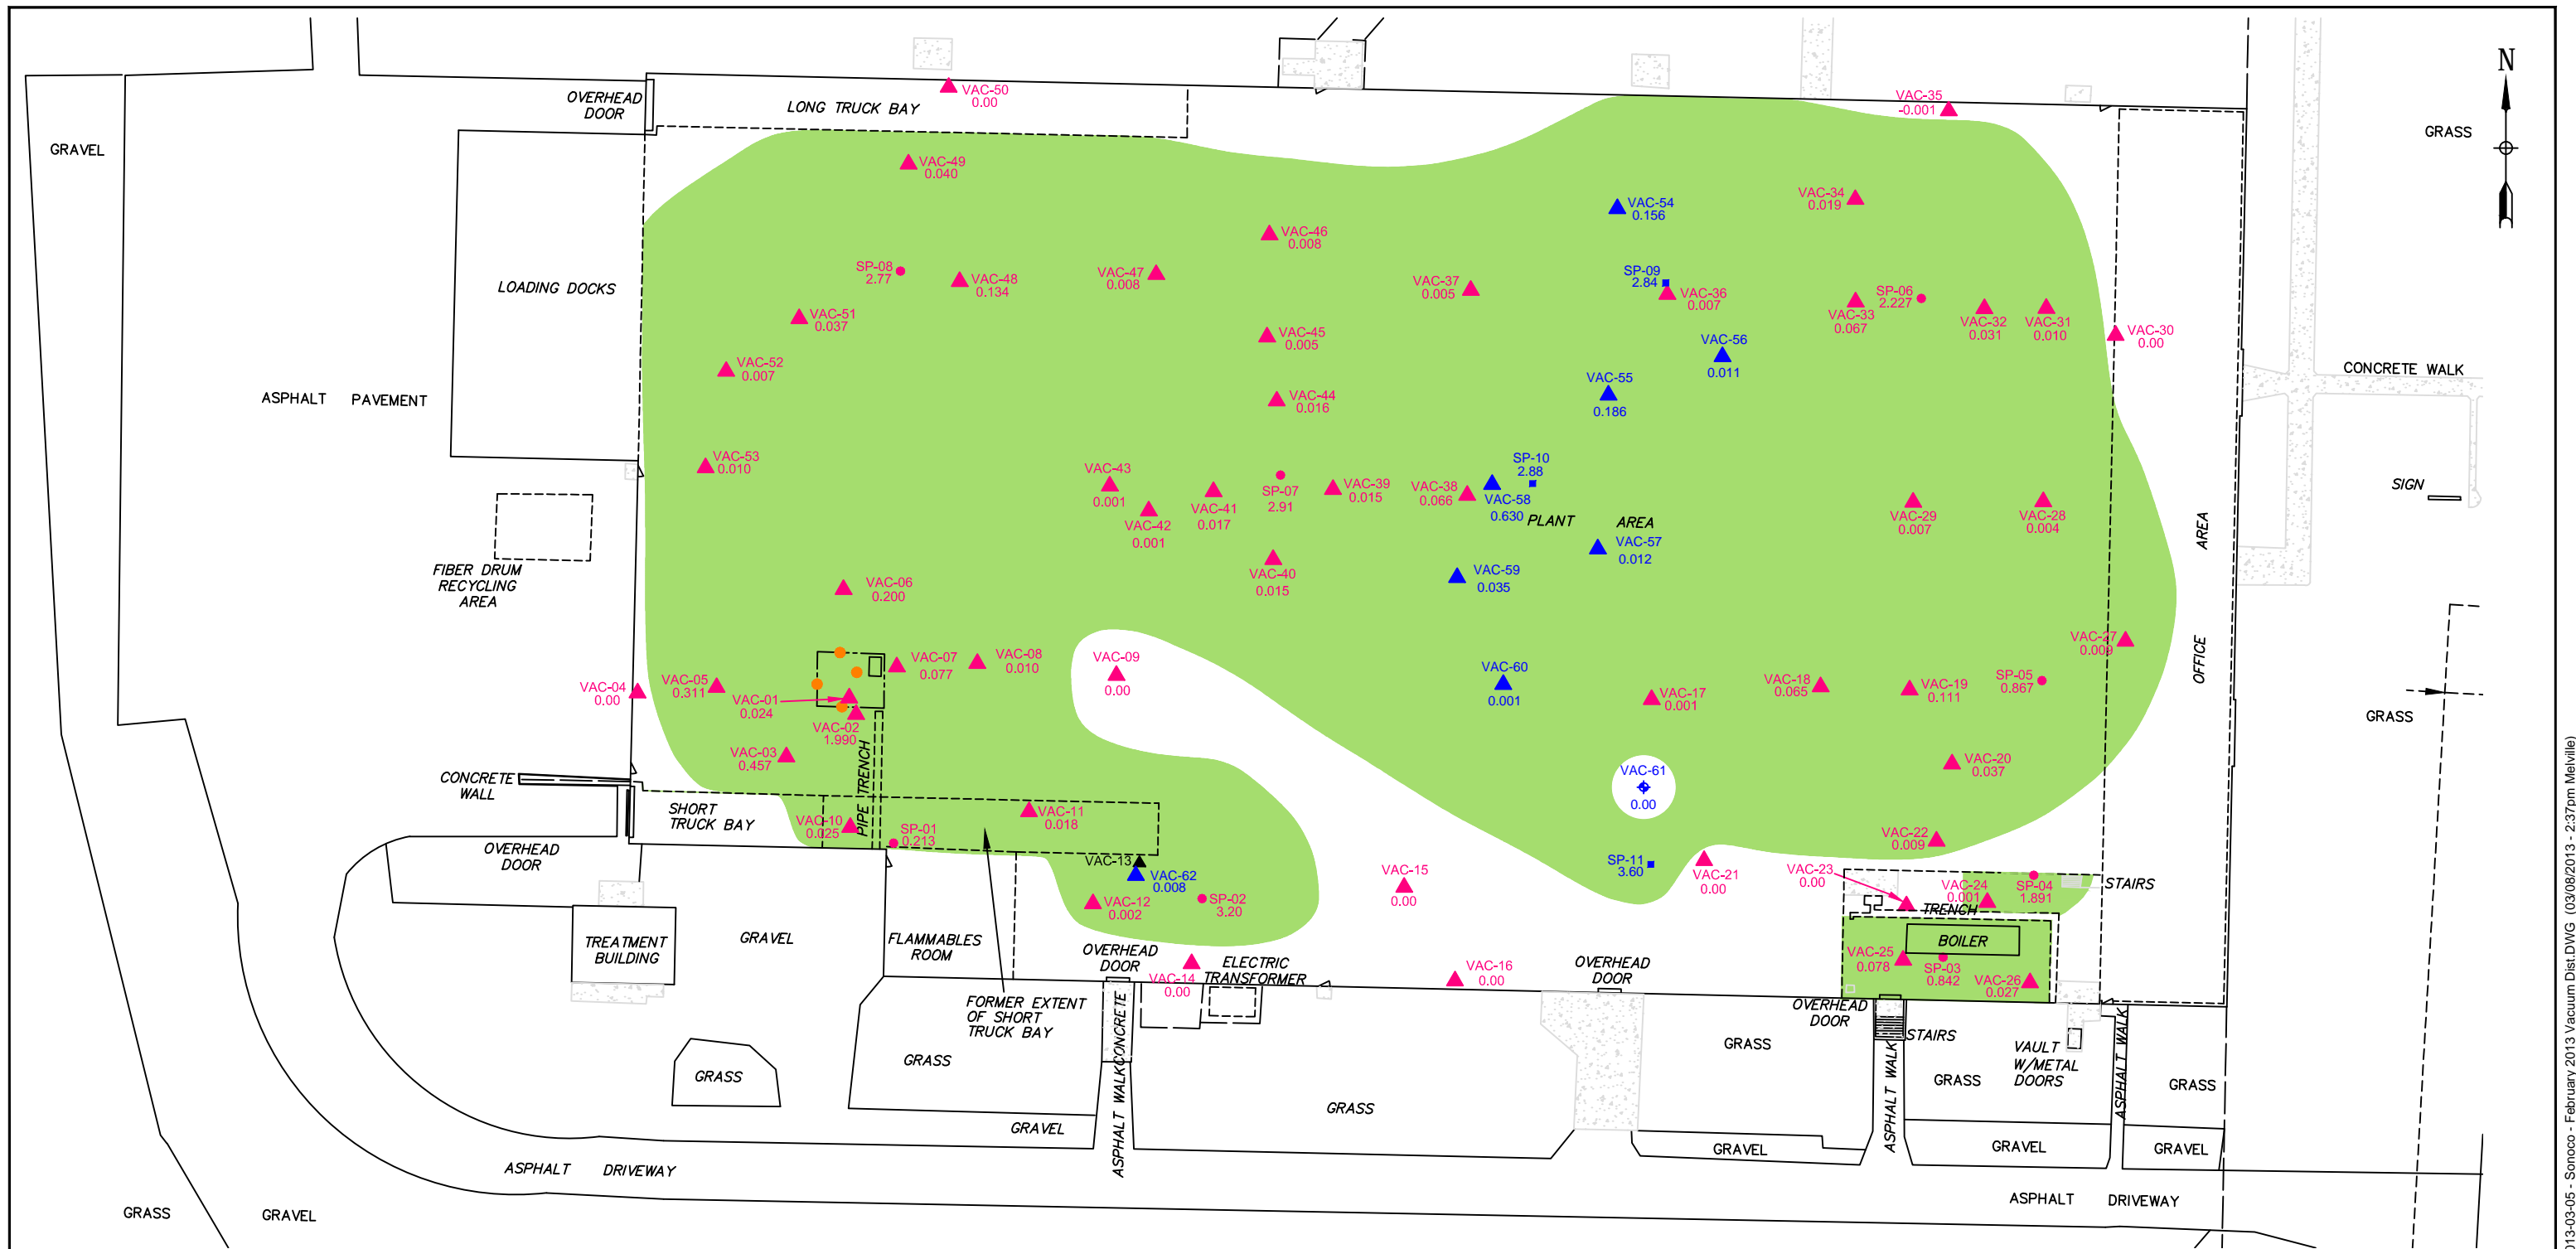 N
VAC-50
0.00
OVERHEAD
DOOR
LONG TRUCK BAY
VAC-35
-0.001
GRAVEL
GRASS
VAC-49
0.040
VAC-34
0.019
VAC-54
0.156
VAC-46
0.008
SP-08
2.77
VAC-48
0.134
VAC-47
0.008
VAC-37
0.005
SP-09
2.84
VAC-36
0.007
LOADING DOCKS
VAC-33
0.067
SP-06
2.227
VAC-32
0.031
VAC-31
0.010
VAC-30
0.00
VAC-51
0.037
VAC-45
0.005
VAC-56
0.011
VAC-52
0.007
VAC-55
0.186
CONCRETE WALK
ASPHALT PAVEMENT
VAC-44
0.016
VAC-53
0.010
VAC-43
0.001
VAC-42
0.001
VAC-41
0.017
SP-07
2.91
VAC-39
0.015
VAC-38
0.066
VAC-58
0.630
SP-10
2.88
PLANT AREA
VAC-29
0.007
VAC-28
0.004
SIGN
OFFICE AREA
VAC-57
0.012
VAC-40
0.015
VAC-59
0.035
FIBER DRUM
RECYCLING
AREA
VAC-06
0.200
VAC-07
0.077
VAC-08
0.010
VAC-09
0.00
VAC-60
0.001
VAC-17
0.001
VAC-18
0.065
VAC-19
0.111
SP-05
0.867
VAC-27
0.009
VAC-04
0.00
VAC-05
0.311
VAC-01
0.024
VAC-02
1.990
VAC-03
0.457
PIPE TRENCH
GRASS
VAC-20
0.037
VAC-61
0.00
CONCRETE
WALL
SHORT
TRUCK BAY
VAC-10
0.025
SP-01
0.213
VAC-11
0.018
VAC-22
0.009
OVERHEAD
DOOR
VAC-13
VAC-62
0.008
VAC-12
0.002
SP-02
3.20
VAC-15
0.00
SP-11
3.60
VAC-21
0.00
VAC-23
0.00
VAC-24
0.001
SP-04
1.891
STAIRS
TRENCH
BOILER
TREATMENT
BUILDING
GRAVEL
FLAMMABLES
ROOM
OVERHEAD
DOOR
VAC-14
0.00
ELECTRIC
TRANSFORMER
VAC-16
0.00
OVERHEAD
DOOR
VAC-25
0.078
SP-03
0.842
VAC-26
0.027
FORMER EXTENT
OF SHORT
TRUCK BAY
OVERHEAD
DOOR
STAIRS
VAULT
W/METAL
DOORS
GRASS
GRASS
CONCRETE
ASPHALT WALK
GRASS
GRASS
ASPHALT WALK
GRASS
ASPHALT WALK
GRASS
GRAVEL
GRAVEL
GRAVEL
GRAVEL
ASPHALT DRIVEWAY
ASPHALT DRIVEWAY
GRASS
GRAVEL
013-03-05 - Sonoco - February 2013 Vacuum Dist.DWG (03/08/2013 - 2:37pm Melville)